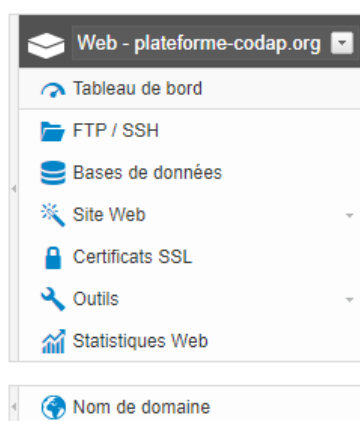 Web - plateforme-codap.org
Tableau de bord
FTP / SSH
Bases de données
Site Web
Certificats SSL
Outils
Statistiques Web
Nom de domaine